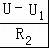 U - U₁
R₂